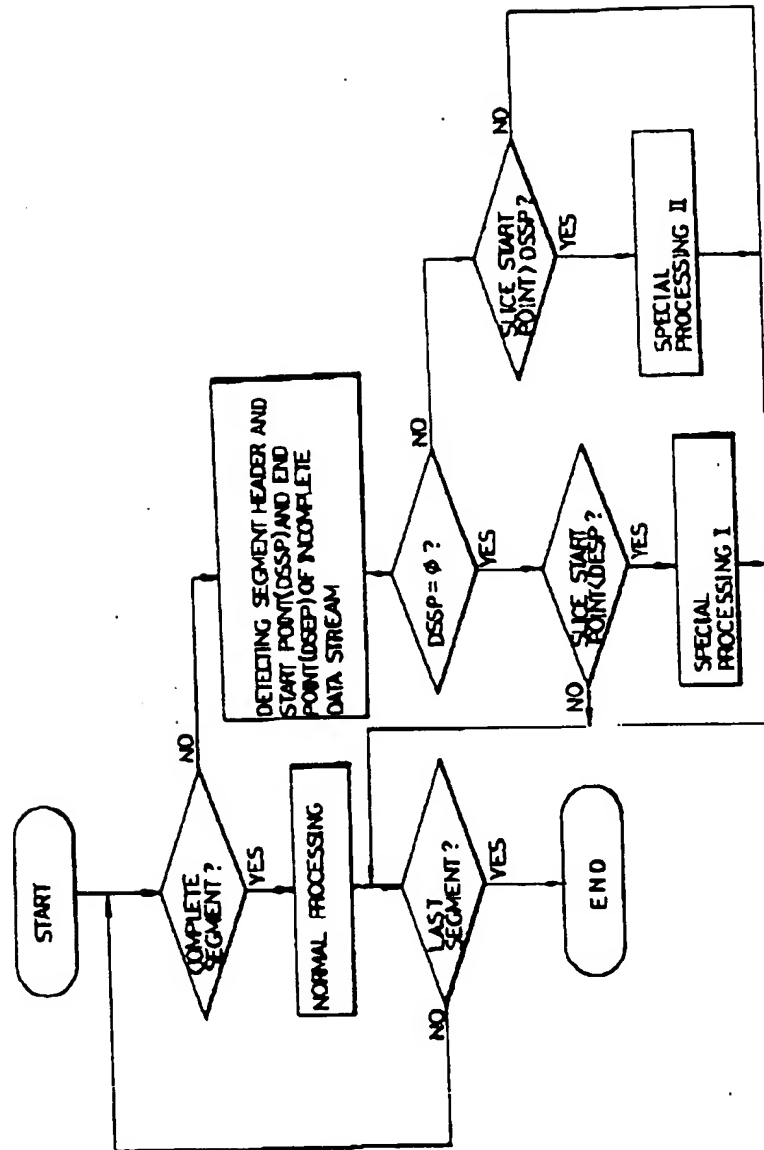 START
COMPLETE
SEGMENT?
NO
YES
NORMAL PROCESSING
LAST
SEGMENT?
NO
YES
END
DETECTING SEGMENT HEADER AND
START POINT(DSSP) AND END
POINT(DSEP) OF INCOMPLETE
DATA STREAM
DSSP=φ?
NO
YES
SLICE START
POINT<DESP?
NO
YES
SPECIAL
PROCESSING I
SLICE START
POINT>DSSP?
NO
YES
SPECIAL
PROCESSING II